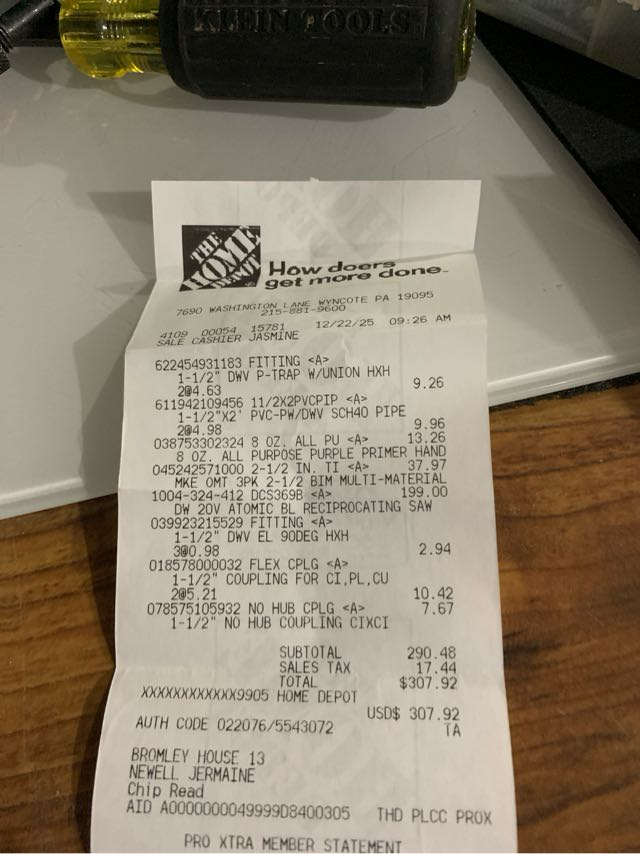 KLEIN TOOLS
THE HOME DEPOT
How doers
get more done.
7690 WASHINGTON LANE WYNCOTE PA 19095
215-881-9600
4109 00054 15781 12/22/25 09:26 AM
SALE CASHIER JASMINE
622454931183 FITTING <A>
1-1/2" DWV P-TRAP W/UNION HXH
2@4.63 9.26
611942109456 11/2X2PVCPIP <A>
1-1/2"X2' PVC-PW/DWV SCH40 PIPE
2@4.98 9.96
038753302324 8 OZ. ALL PU <A> 13.26
8 OZ. ALL PURPOSE PURPLE PRIMER HAND
045242571000 2-1/2 IN. TI <A> 37.97
MKE OMT 3PK 2-1/2 BIM MULTI-MATERIAL
1004-324-412 DCS369B <A> 199.00
DW 20V ATOMIC BL RECIPROCATING SAW
039923215529 FITTING <A>
1-1/2" DWV EL 90DEG HXH
3@0.98 2.94
018578000032 FLEX CPLG <A>
1-1/2" COUPLING FOR CI,PL,CU
2@5.21 10.42
078575105932 NO HUB CPLG <A> 7.67
1-1/2" NO HUB COUPLING CIXCI
SUBTOTAL 290.48
SALES TAX 17.44
TOTAL $307.92
XXXXXXXXXXXX9905 HOME DEPOT
USD$ 307.92
AUTH CODE 022076/5543072 TA
BROMLEY HOUSE 13
NEWELL JERMAINE
Chip Read
AID A0000000049999D8400305 THD PLCC PROX
PRO XTRA MEMBER STATEMENT